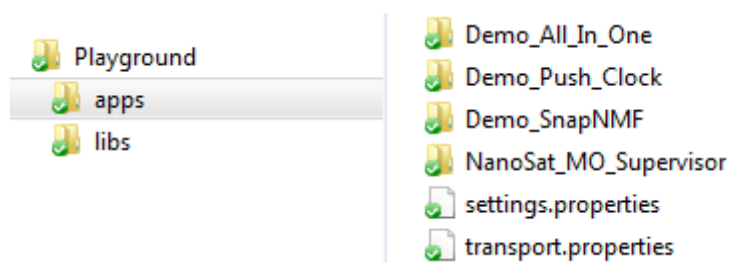 Playground
apps
libs
Demo_All_In_One
Demo_Push_Clock
Demo_SnapNMF
NanoSat_MO_Supervisor
settings.properties
transport.properties